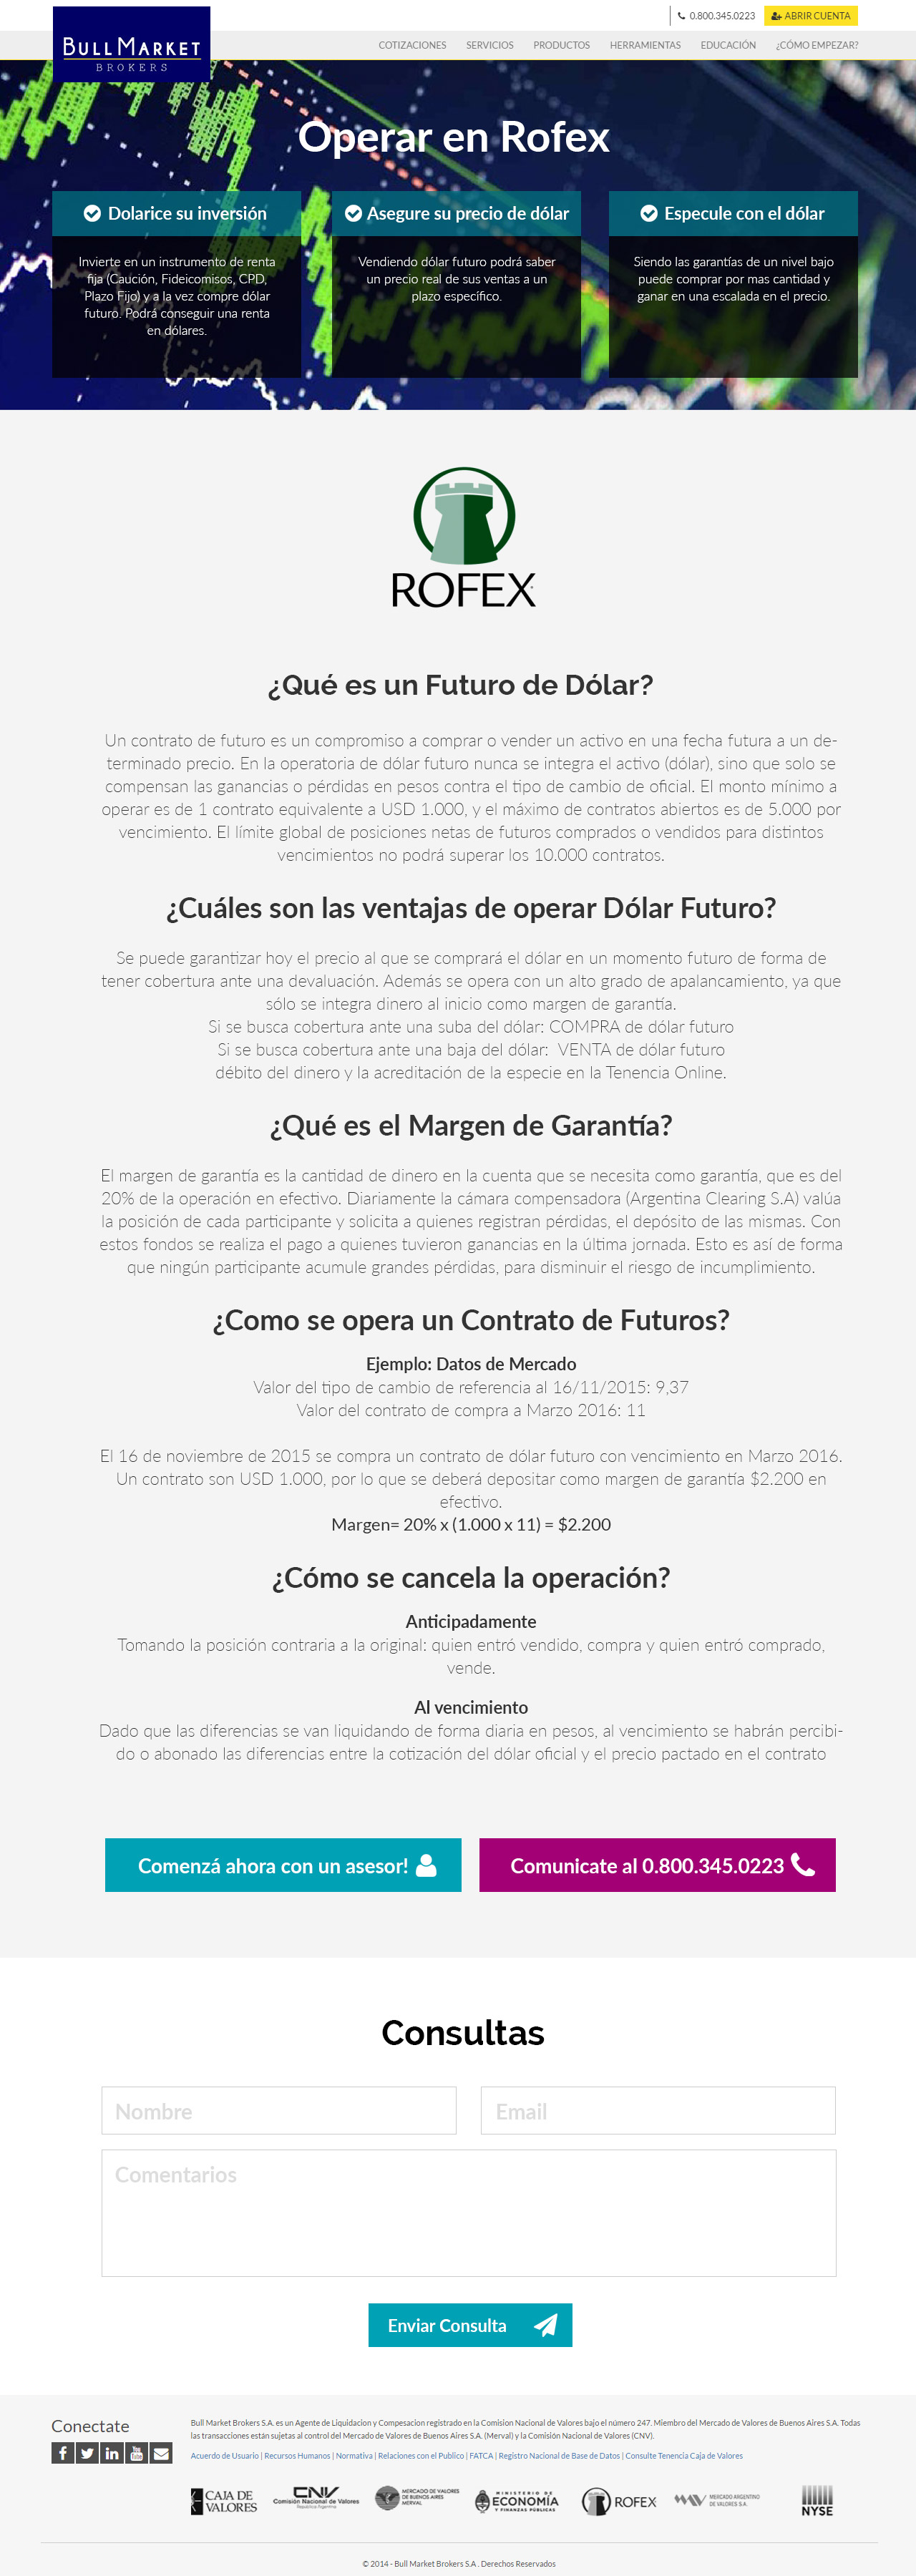 BULLMARKET
BROKERS
0.800.345.0223
ABRIR CUENTA
COTIZACIONES
SERVICIOS
PRODUCTOS
HERRAMIENTAS
EDUCACIÓN
¿CÓMO EMPEZAR?
Operar en Rofex
Dolarice su inversión
Invierte en un instrumento de renta
fija (Caución, Fideicomisos, CPD,
Plazo Fijo) y a la vez compre dólar
futuro. Podrá conseguir una renta
en dólares.
Asegure su precio de dólar
Vendiendo dólar futuro podrá saber
un precio real de sus ventas a un
plazo específico.
Especule con el dólar
Siendo las garantías de un nivel bajo
puede comprar por mas cantidad y
ganar en una escalada en el precio.
ROFEX
¿Qué es un Futuro de Dólar?
Un contrato de futuro es un compromiso a comprar o vender un activo en una fecha futura a un de-
terminado precio. En la operatoria de dólar futuro nunca se integra el activo (dólar), sino que solo se
compensan las ganancias o pérdidas en pesos contra el tipo de cambio de oficial. El monto mínimo a
operar es de 1 contrato equivalente a USD 1.000, y el máximo de contratos abiertos es de 5.000 por
vencimiento. El límite global de posiciones netas de futuros comprados o vendidos para distintos
vencimientos no podrá superar los 10.000 contratos.
¿Cuáles son las ventajas de operar Dólar Futuro?
Se puede garantizar hoy el precio al que se comprará el dólar en un momento futuro de forma de
tener cobertura ante una devaluación. Además se opera con un alto grado de apalancamiento, ya que
sólo se integra dinero al inicio como margen de garantía.
Si se busca cobertura ante una suba del dólar: COMPRA de dólar futuro
Si se busca cobertura ante una baja del dólar:  VENTA de dólar futuro
débito del dinero y la acreditación de la especie en la Tenencia Online.
¿Qué es el Margen de Garantía?
El margen de garantía es la cantidad de dinero en la cuenta que se necesita como garantía, que es del
20% de la operación en efectivo. Diariamente la cámara compensadora (Argentina Clearing S.A) valúa
la posición de cada participante y solicita a quienes registran pérdidas, el depósito de las mismas. Con
estos fondos se realiza el pago a quienes tuvieron ganancias en la última jornada. Esto es así de forma
que ningún participante acumule grandes pérdidas, para disminuir el riesgo de incumplimiento.
¿Como se opera un Contrato de Futuros?
Ejemplo: Datos de Mercado
Valor del tipo de cambio de referencia al 16/11/2015: 9,37
Valor del contrato de compra a Marzo 2016: 11
El 16 de noviembre de 2015 se compra un contrato de dólar futuro con vencimiento en Marzo 2016.
Un contrato son USD 1.000, por lo que se deberá depositar como margen de garantía $2.200 en
efectivo.
Margen= 20% x (1.000 x 11) = $2.200
¿Cómo se cancela la operación?
Anticipadamente
Tomando la posición contraria a la original: quien entró vendido, compra y quien entró comprado,
vende.
Al vencimiento
Dado que las diferencias se van liquidando de forma diaria en pesos, al vencimiento se habrán percibi-
do o abonado las diferencias entre la cotización del dólar oficial y el precio pactado en el contrato
Comenzá ahora con un asesor!
Comunicate al 0.800.345.0223
Consultas
Nombre
Email
Comentarios
Enviar Consulta
Conectate
Bull Market Brokers S.A. es un Agente de Liquidacion y Compesacion registrado en la Comision Nacional de Valores bajo el número 247. Miembro del Mercado de Valores de Buenos Aires S.A. Todas
las transacciones están sujetas al control del Mercado de Valores de Buenos Aires S.A. (Merval) y la Comisión Nacional de Valores (CNV).
Acuerdo de Usuario | Recursos Humanos | Normativa | Relaciones con el Publico | FATCA | Registro Nacional de Base de Datos | Consulte Tenencia Caja de Valores
CAJA DE
VALORES
CNV
Comisión Nacional de Valores
República Argentina
MERCADO DE VALORES
DE BUENOS AIRES
MERVAL
MINISTERIO DE
ECONOMÍA
Y FINANZAS PÚBLICAS
ROFEX
MERCADO ARGENTINO
DE VALORES S.A.
NYSE
© 2014 - Bull Market Brokers S.A . Derechos Reservados